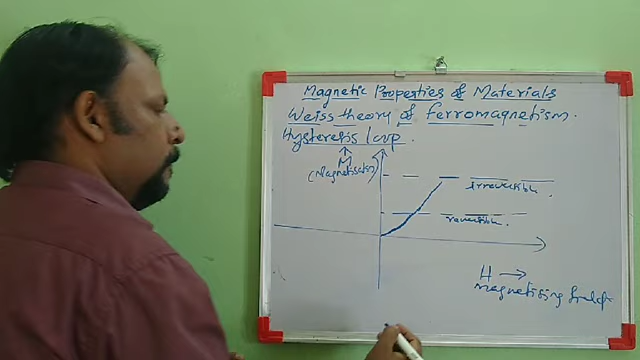 Magnetic Properties of Materials
Weiss theory of ferromagnetism.
Hysteresis loop.
M
(Magnetisation)
Irreversible.
reversible.
H →
magnetising field